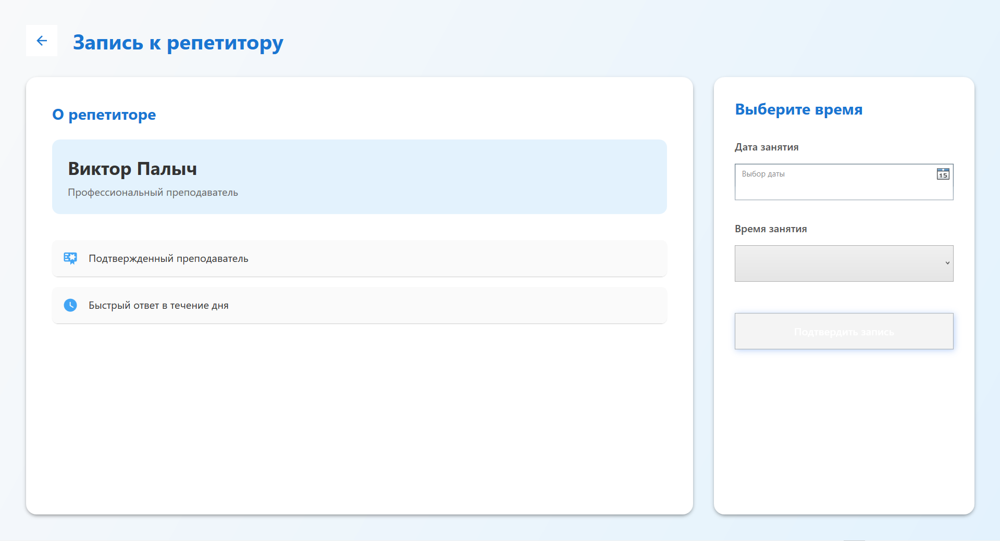 Запись к репетитору
О репетиторе
Виктор Палыч
Профессиональный преподаватель
Подтвержденный преподаватель
Быстрый ответ в течение дня
Выберите время
Дата занятия
Выбор даты
15
Время занятия
Подтвердить запись